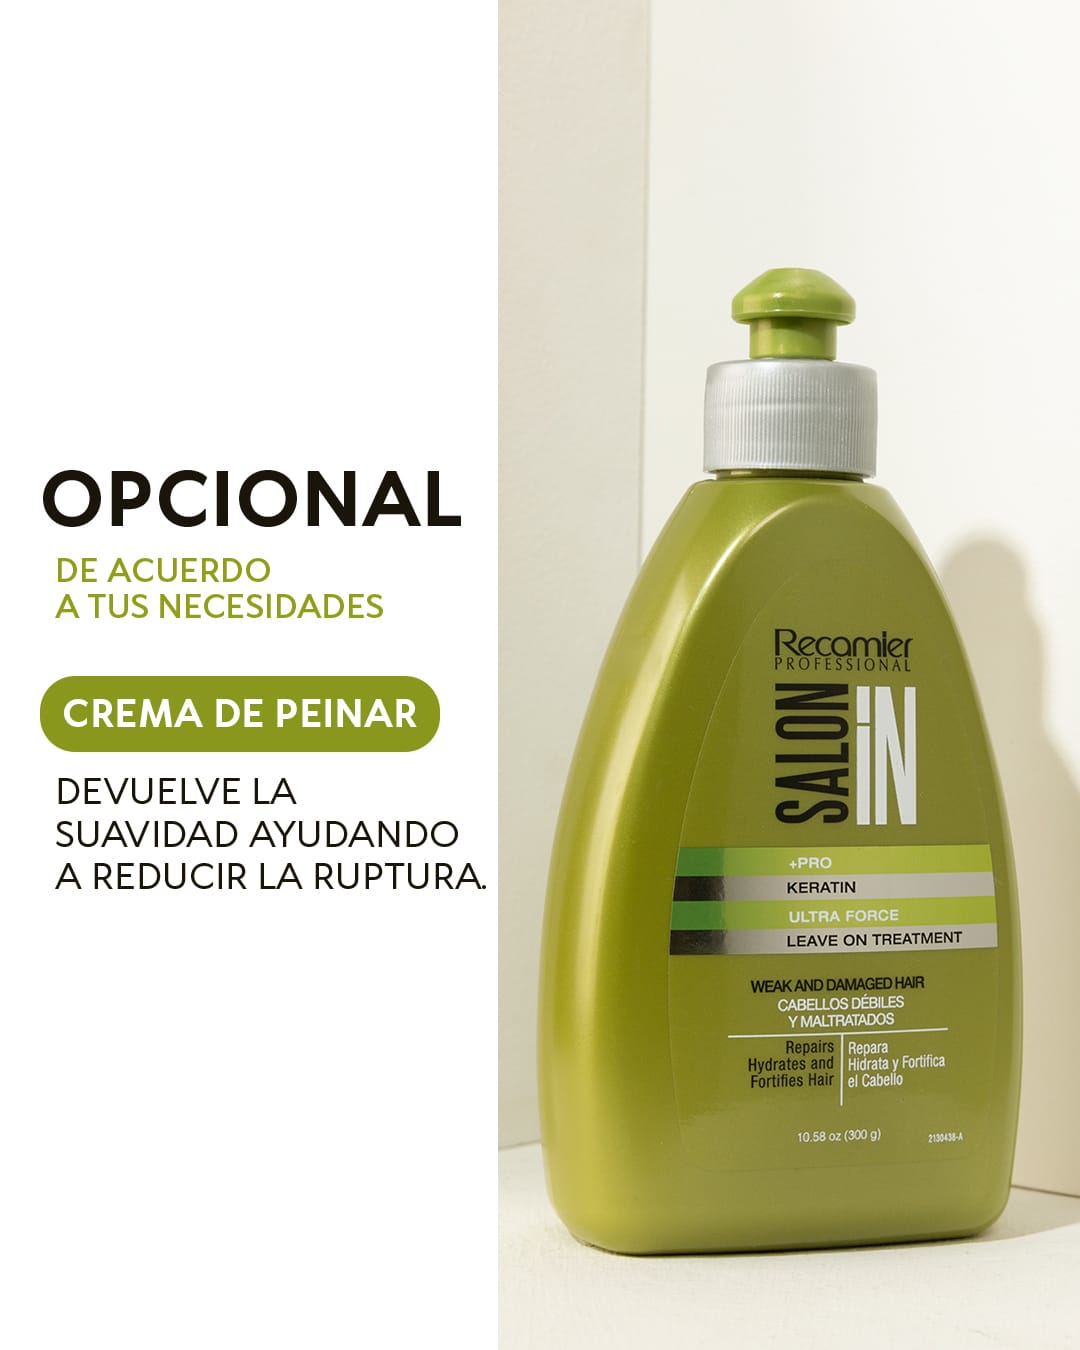 OPCIONAL
DE ACUERDO
A TUS NECESIDADES
CREMA DE PEINAR
DEVUELVE LA
SUAVIDAD AYUDANDO
A REDUCIR LA RUPTURA.
Recamier
PROFESSIONAL
SALON
iN
+PRO
KERATIN
ULTRA FORCE
LEAVE ON TREATMENT
WEAK AND DAMAGED HAIR
CABELLOS DÉBILES
Y MALTRATADOS
Repairs
Hydrates and
Fortifies Hair
Repara
Hidrata y Fortifica
el Cabello
10.58 oz (300 g)
2130438-A